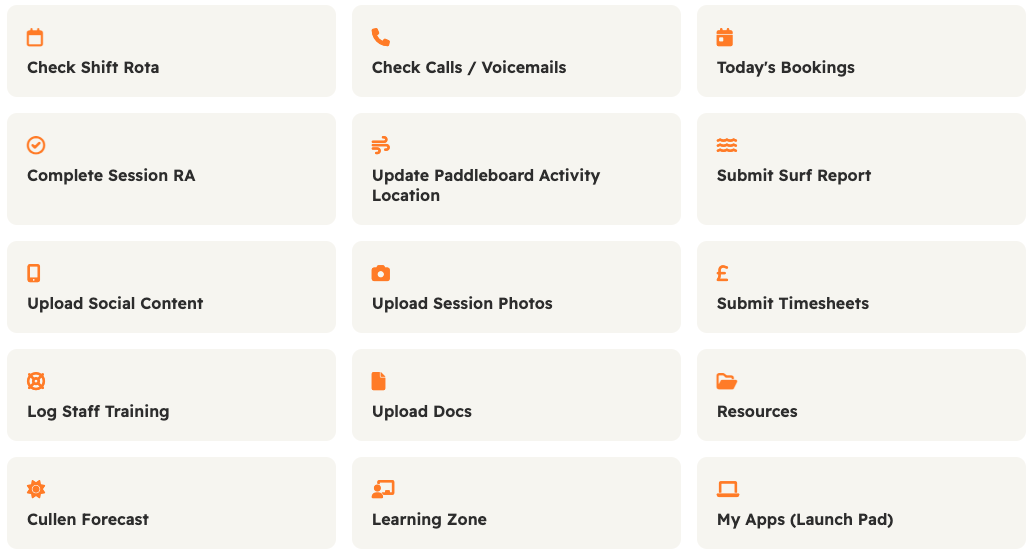 Check Shift Rota
Check Calls / Voicemails
Today's Bookings
Complete Session RA
Update Paddleboard Activity
Location
Submit Surf Report
Upload Social Content
Upload Session Photos
Submit Timesheets
Log Staff Training
Upload Docs
Resources
Cullen Forecast
Learning Zone
My Apps (Launch Pad)